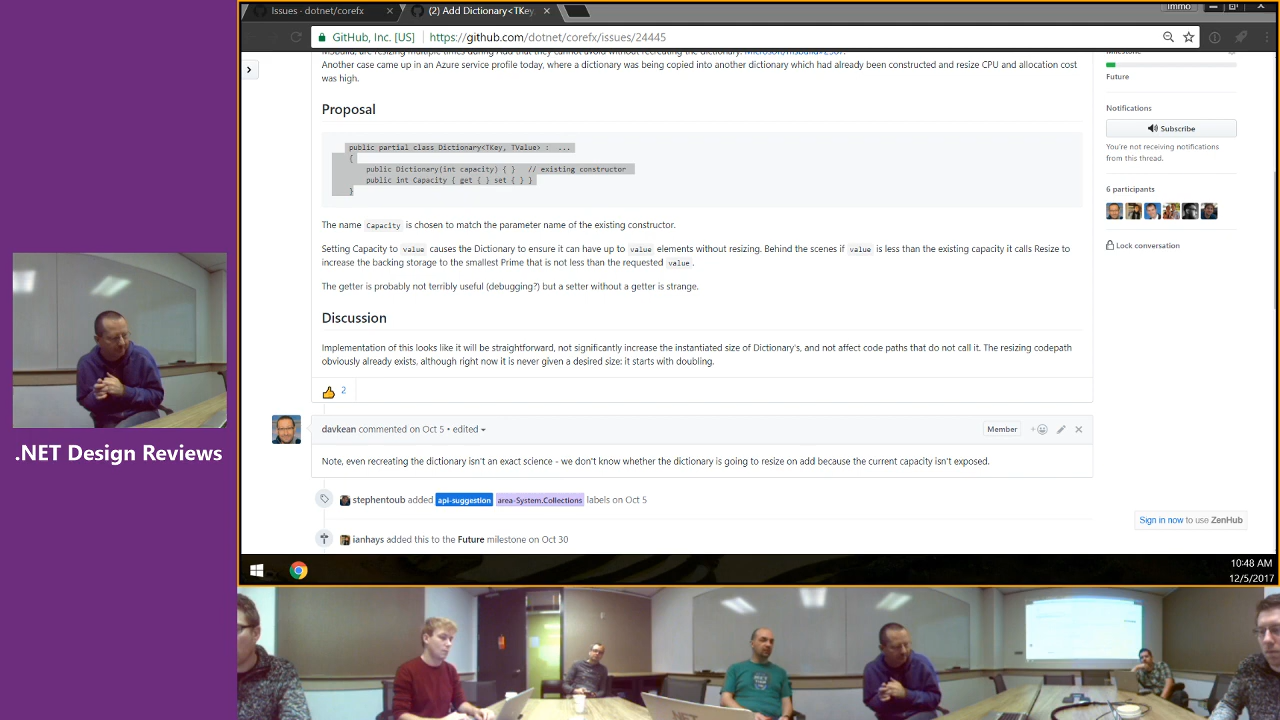 Issues - dotnet/corefx
(2) Add Dictionary<TKey,
Immo
GitHub, Inc. [US]
https://github.com/dotnet/corefx/issues/24445
Another case came up in an Azure service profile today, where a dictionary was being copied into another dictionary which had already been constructed and resize CPU and allocation cost
was high.
Proposal
public partial class Dictionary<TKey, TValue> : ...
{
public Dictionary(int capacity) { } // existing constructor
public int Capacity { get { } set { } }
}
The name Capacity is chosen to match the parameter name of the existing constructor.
Setting Capacity to value causes the Dictionary to ensure it can have up to value elements without resizing. Behind the scenes if value is less than the existing capacity it calls Resize to
increase the backing storage to the smallest Prime that is not less than the requested value.
The getter is probably not terribly useful (debugging?) but a setter without a getter is strange.
Discussion
Implementation of this looks like it will be straightforward, not significantly increase the instantiated size of Dictionary's, and not affect code paths that do not call it. The resizing codepath
obviously already exists, although right now it is never given a desired size: it starts with doubling.
2
davkean commented on Oct 5 • edited
Member
Note, even recreating the dictionary isn't an exact science - we don't know whether the dictionary is going to resize on add because the current capacity isn't exposed.
stephentoub added api-suggestion area-System.Collections labels on Oct 5
ianhays added this to the Future milestone on Oct 30
Future
Notifications
Subscribe
You're not receiving notifications
from this thread.
6 participants
Lock conversation
Sign in now to use ZenHub
10:48 AM
12/5/2017
.NET Design Reviews